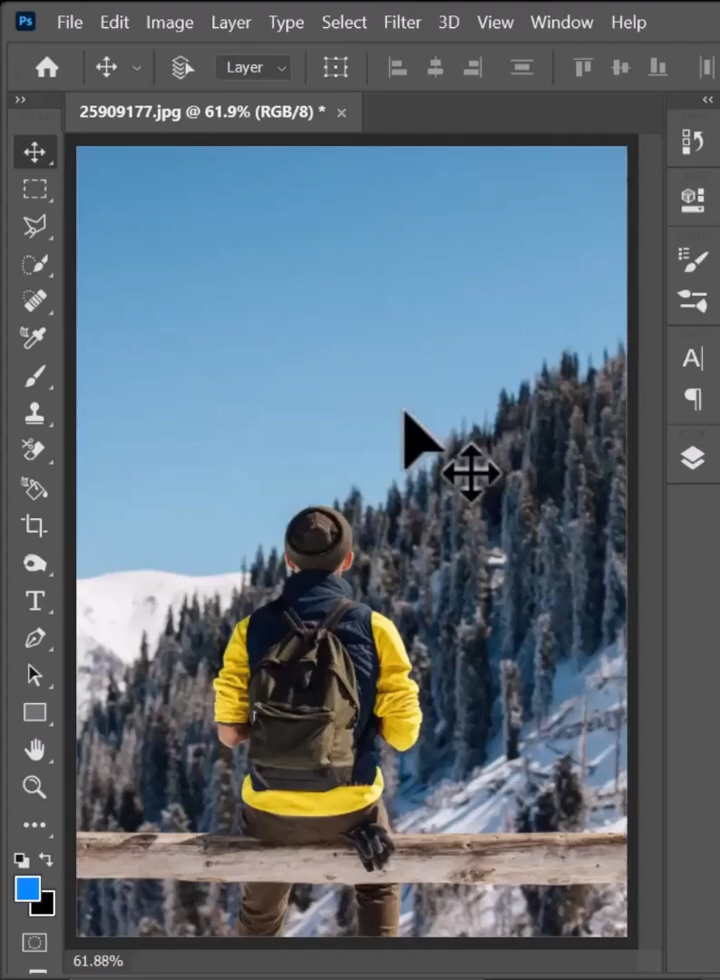 Ps File Edit Image Layer Type Select Filter 3D View Window Help
Layer
25909177.jpg @ 61.9% (RGB/8) * ×
61.88%